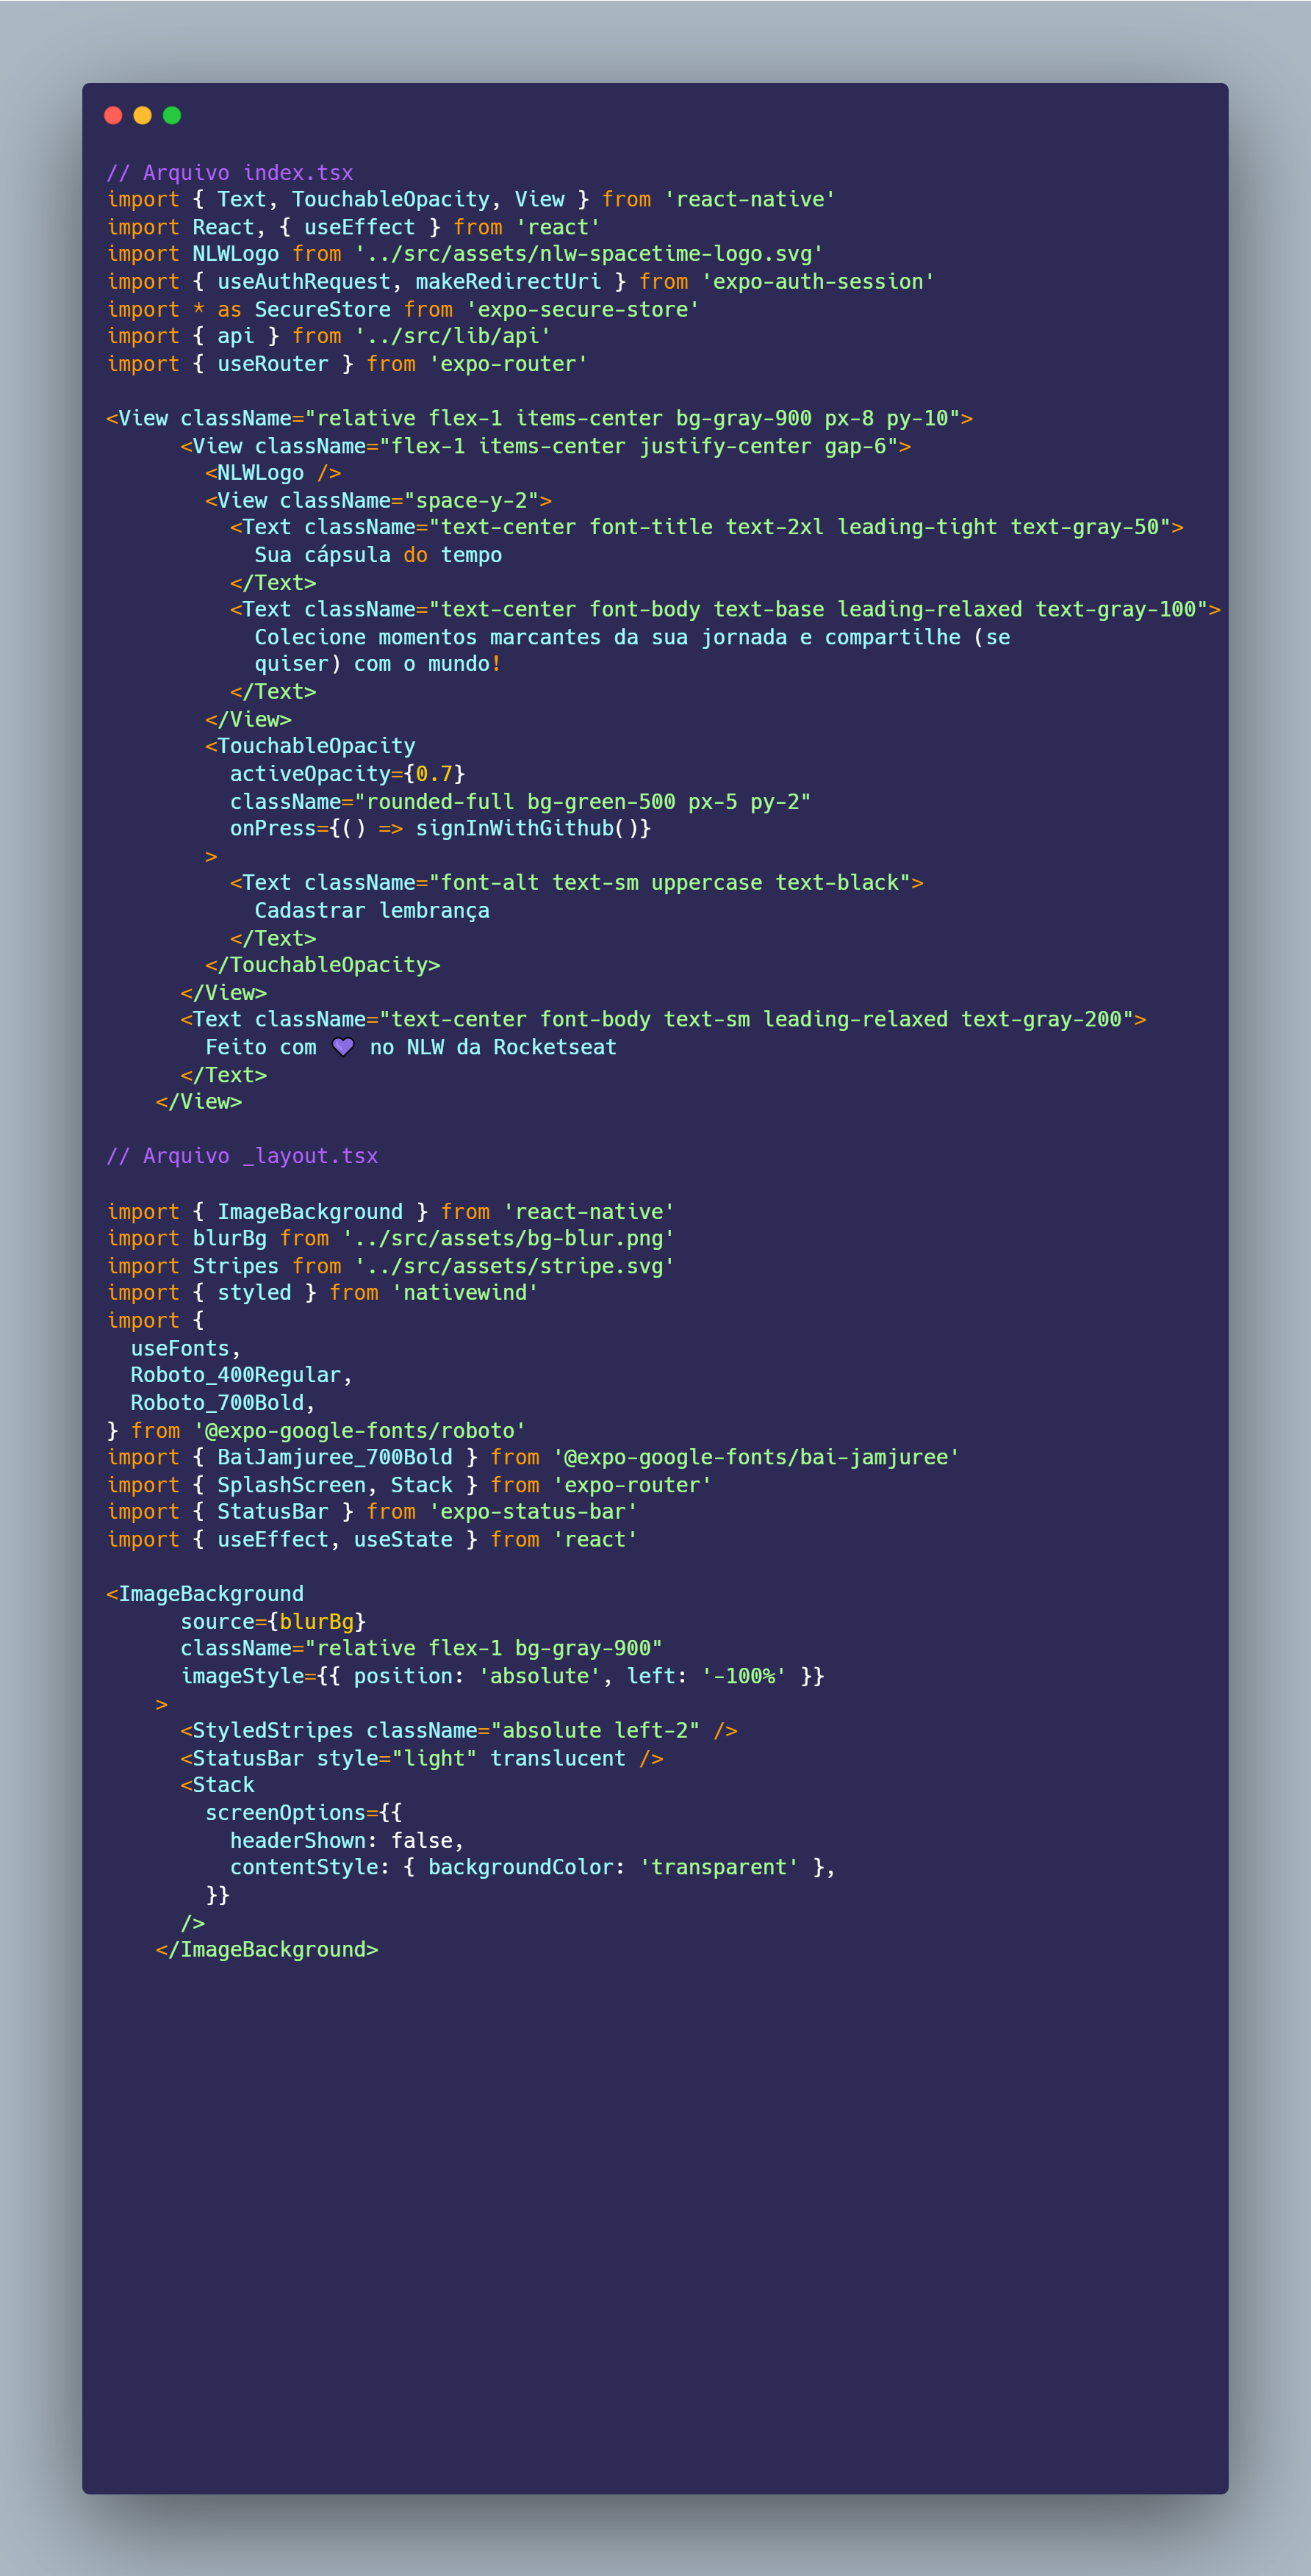 // Arquivo index.tsx
import { Text, TouchableOpacity, View } from 'react-native'
import React, { useEffect } from 'react'
import NLWLogo from '../src/assets/nlw-spacetime-logo.svg'
import { useAuthRequest, makeRedirectUri } from 'expo-auth-session'
import * as SecureStore from 'expo-secure-store'
import { api } from '../src/lib/api'
import { useRouter } from 'expo-router'

<View className="relative flex-1 items-center bg-gray-900 px-8 py-10">
      <View className="flex-1 items-center justify-center gap-6">
        <NLWLogo />
        <View className="space-y-2">
          <Text className="text-center font-title text-2xl leading-tight text-gray-50">
            Sua cápsula do tempo
          </Text>
          <Text className="text-center font-body text-base leading-relaxed text-gray-100">
            Colecione momentos marcantes da sua jornada e compartilhe (se
            quiser) com o mundo!
          </Text>
        </View>
        <TouchableOpacity
          activeOpacity={0.7}
          className="rounded-full bg-green-500 px-5 py-2"
          onPress={() => signInWithGithub()}
        >
          <Text className="font-alt text-sm uppercase text-black">
            Cadastrar lembrança
          </Text>
        </TouchableOpacity>
      </View>
      <Text className="text-center font-body text-sm leading-relaxed text-gray-200">
        Feito com 💜 no NLW da Rocketseat
      </Text>
    </View>

// Arquivo _layout.tsx

import { ImageBackground } from 'react-native'
import blurBg from '../src/assets/bg-blur.png'
import Stripes from '../src/assets/stripe.svg'
import { styled } from 'nativewind'
import {
  useFonts,
  Roboto_400Regular,
  Roboto_700Bold,
} from '@expo-google-fonts/roboto'
import { BaiJamjuree_700Bold } from '@expo-google-fonts/bai-jamjuree'
import { SplashScreen, Stack } from 'expo-router'
import { StatusBar } from 'expo-status-bar'
import { useEffect, useState } from 'react'

<ImageBackground
      source={blurBg}
      className="relative flex-1 bg-gray-900"
      imageStyle={{ position: 'absolute', left: '-100%' }}
    >
      <StyledStripes className="absolute left-2" />
      <StatusBar style="light" translucent />
      <Stack
        screenOptions={{
          headerShown: false,
          contentStyle: { backgroundColor: 'transparent' },
        }}
      />
    </ImageBackground>